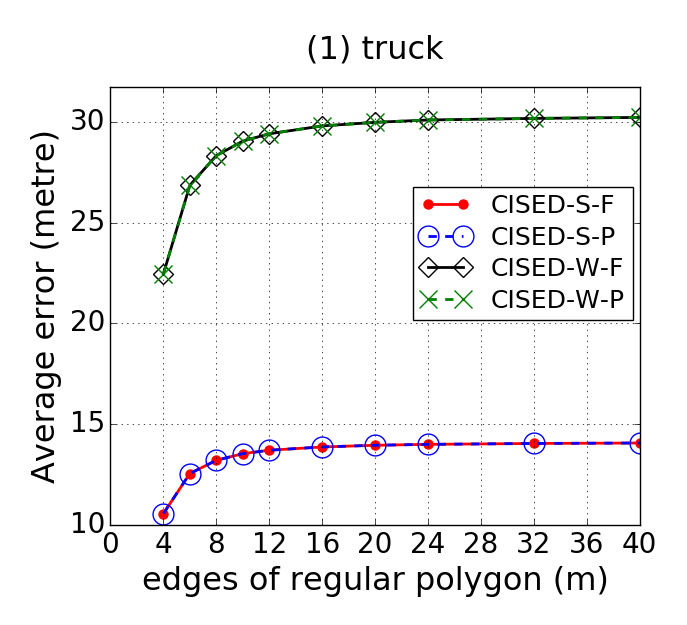 (1) truck
Average error (metre)
30
25
20
15
10
CISED-S-F
CISED-S-P
CISED-W-F
CISED-W-P
0 4 8 12 16 20 24 28 32 36 40
edges of regular polygon (m)